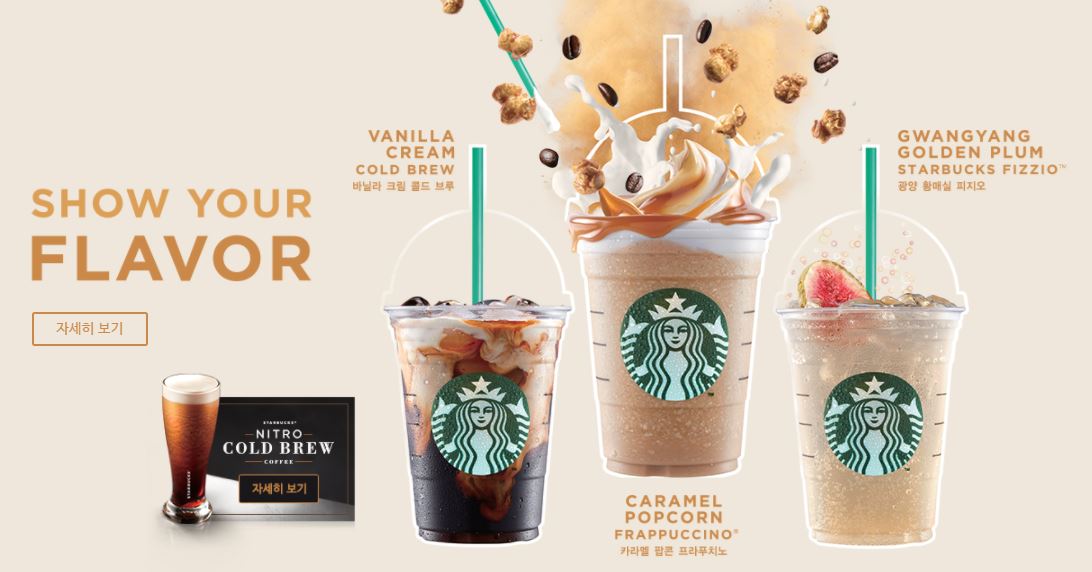 SHOW YOUR
FLAVOR
자세히 보기
STARBUCKS®
NITRO
COLD BREW
COFFEE
자세히 보기
STARBUCKS
VANILLA
CREAM
COLD BREW
바닐라 크림 콜드 브루
CARAMEL
POPCORN
FRAPPUCCINO®
카라멜 팝콘 프라푸치노
GWANGYANG
GOLDEN PLUM
STARBUCKS FIZZIO™
광양 황매실 피지오